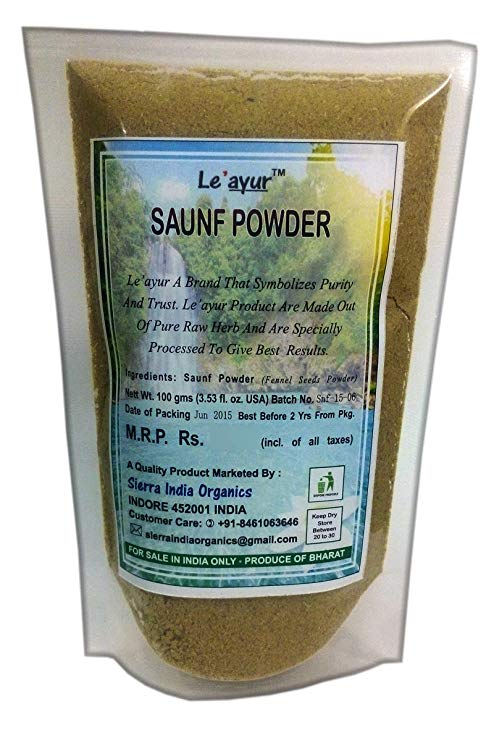 Le'ayur™
SAUNF POWDER
Le'ayur A Brand That Symbolizes Purity
And Trust. Le'ayur Product Are Made Out
Of Pure Raw Herb And Are Specially
Processed To Give Best Results.
Ingredients: Saunf Powder (Fennel Seeds Powder)
Nett Wt. 100 gms (3.53 fl. oz. USA) Batch No. Snf 15-06
Date of Packing Jun 2015 Best Before 2 Yrs From Pkg.
M.R.P. Rs. (incl. of all taxes)
A Quality Product Marketed By :
Sierra India Organics
INDORE 452001 INDIA
Customer Care: ✆ +91-8461063646
✉ sierraindiaorganics@gmail.com
Keep Dry
Store
Between
20 to 30
FOR SALE IN INDIA ONLY - PRODUCE OF BHARAT